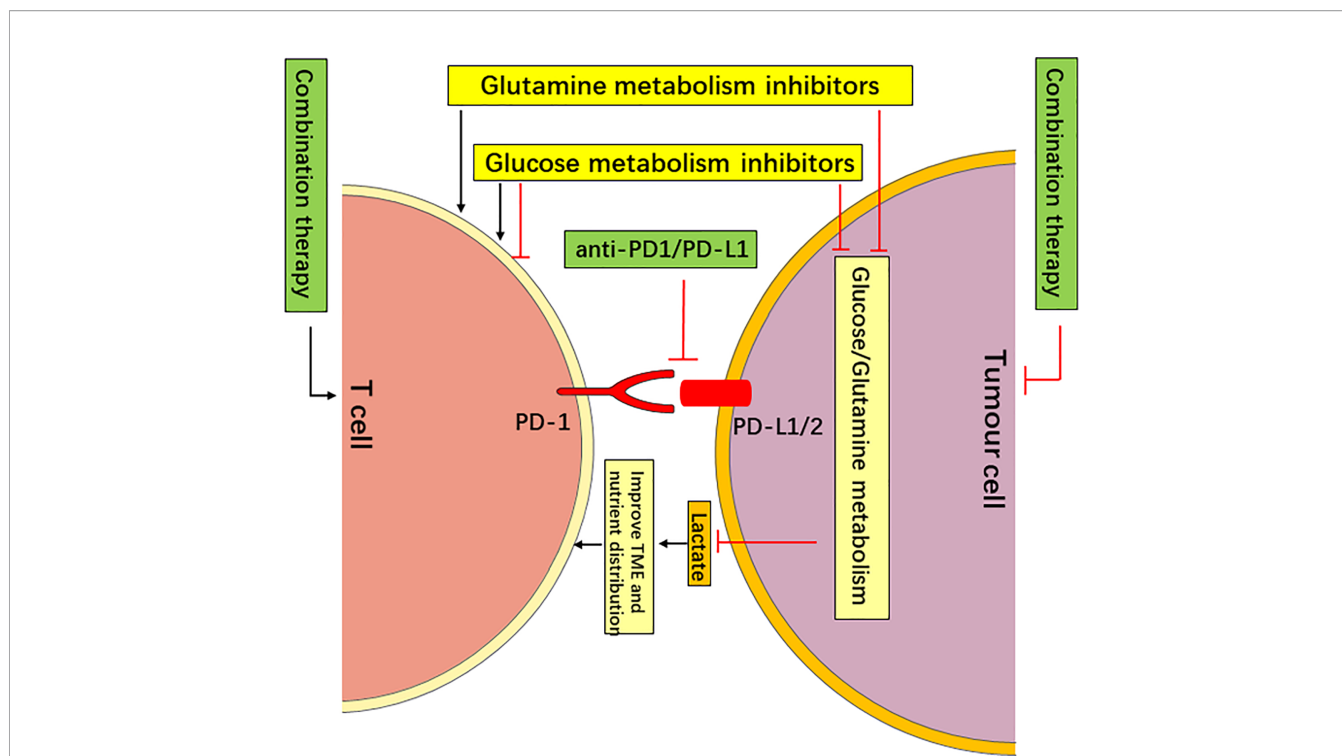 Glutamine metabolism inhibitors
Glucose metabolism inhibitors
anti-PD1/PD-L1
Combination therapy
Combination therapy
T cell
PD-1
PD-L1/2
Glucose/Glutamine metabolism
Tumour cell
Improve TME and
nutrient distribution
Lactate